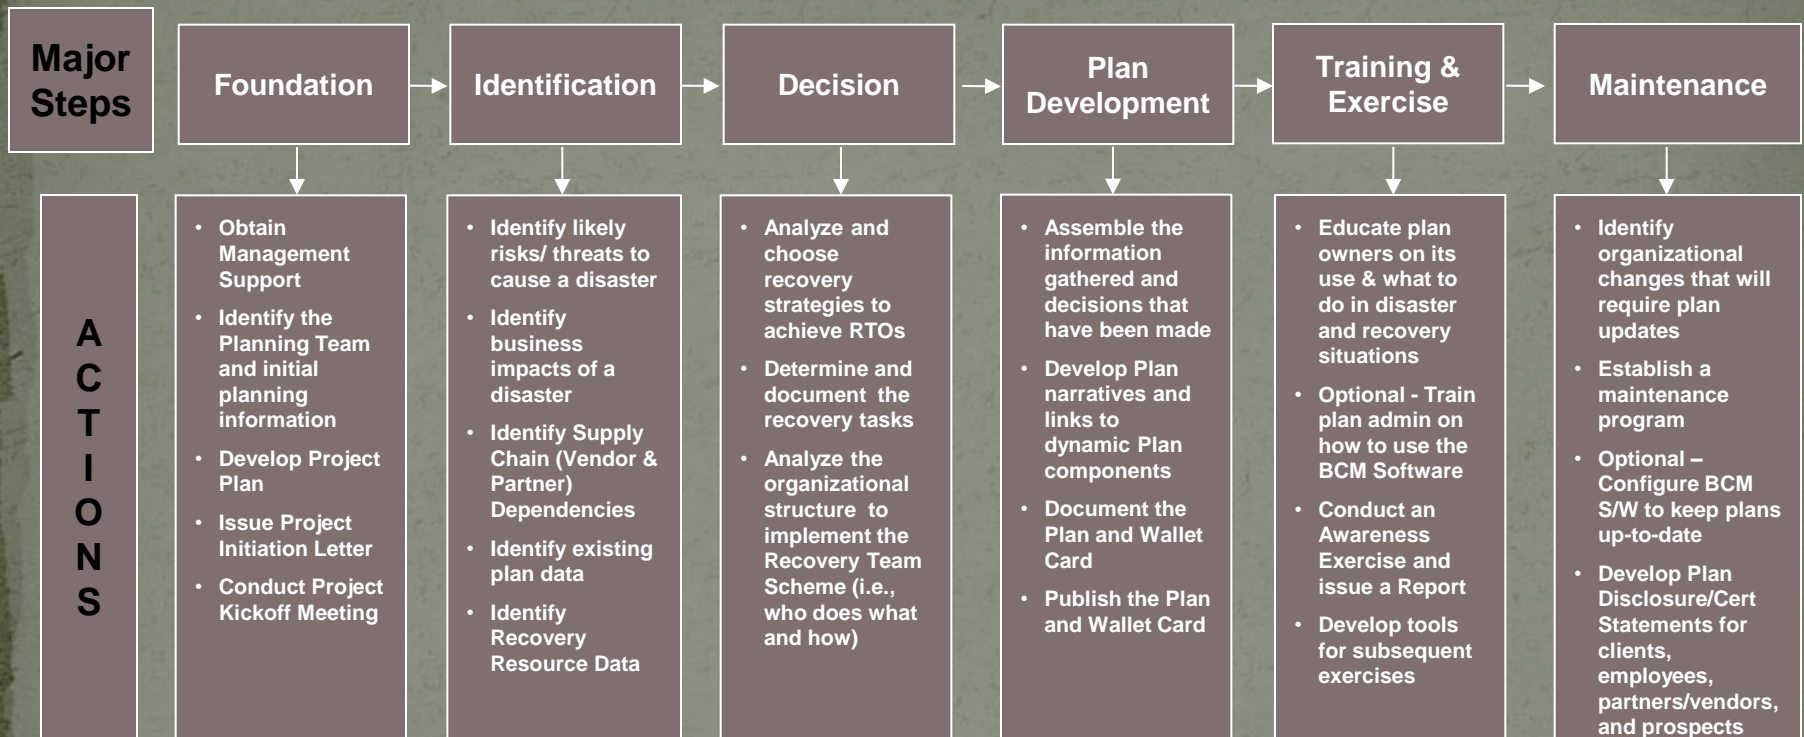 Major
Steps
Foundation
Identification
Decision
Plan
Development
Training &
Exercise
Maintenance
A
C
T
I
O
N
S
• Obtain
Management
Support
• Identify the
Planning Team
and initial
planning
information
• Develop Project
Plan
• Issue Project
Initiation Letter
• Conduct Project
Kickoff Meeting
• Identify likely
risks/ threats to
cause a disaster
• Identify
business
impacts of a
disaster
• Identify Supply
Chain (Vendor &
Partner)
Dependencies
• Identify existing
plan data
• Identify
Recovery
Resource Data
• Analyze and
choose
recovery
strategies to
achieve RTOs
• Determine and
document the
recovery tasks
• Analyze the
organizational
structure to
implement the
Recovery Team
Scheme (i.e.,
who does what
and how)
• Assemble the
information
gathered and
decisions that
have been made
• Develop Plan
narratives and
links to
dynamic Plan
components
• Document the
Plan and Wallet
Card
• Publish the Plan
and Wallet Card
• Educate plan
owners on its
use & what to
do in disaster
and recovery
situations
• Optional - Train
plan admin on
how to use the
BCM Software
• Conduct an
Awareness
Exercise and
issue a Report
• Develop tools
for subsequent
exercises
• Identify
organizational
changes that will
require plan
updates
• Establish a
maintenance
program
• Optional –
Configure BCM
S/W to keep plans
up-to-date
• Develop Plan
Disclosure/Cert
Statements for
clients,
employees,
partners/vendors,
and prospects